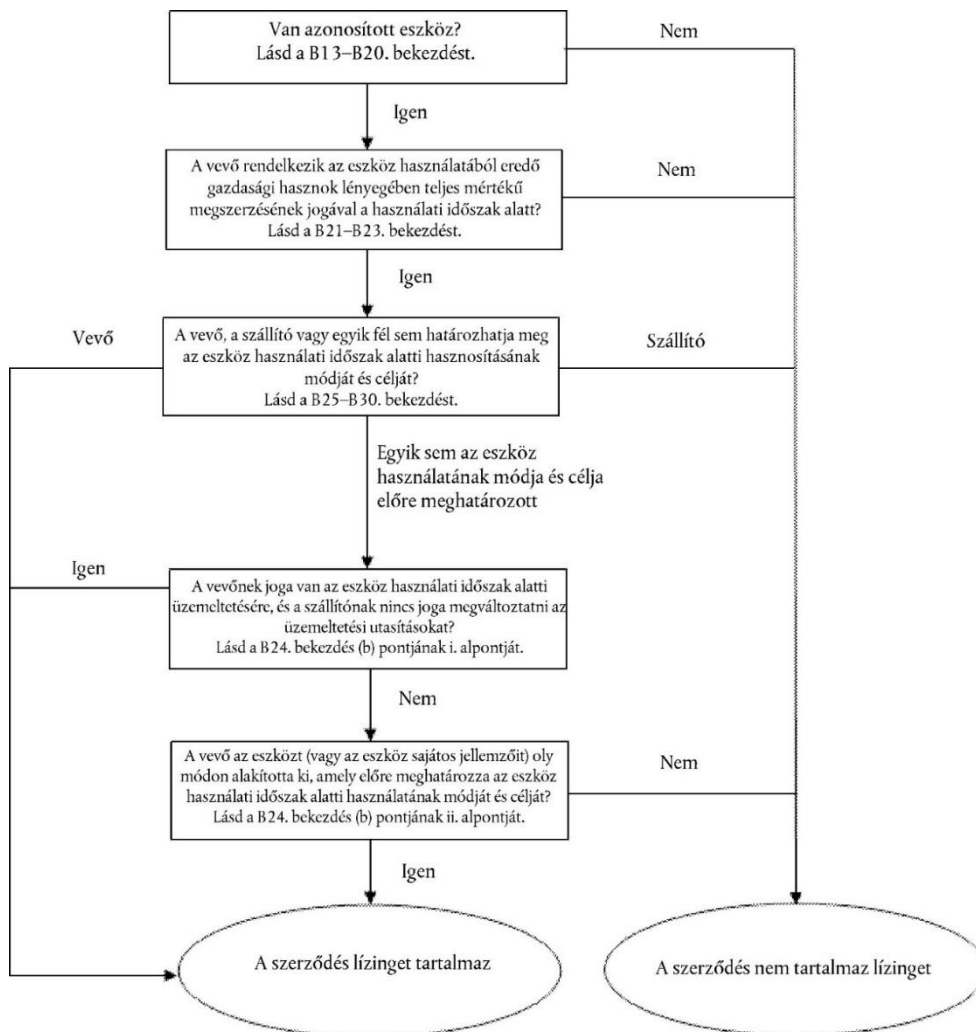 Van azonosított eszköz?
Lásd a B13–B20. bekezdést.
Nem
Igen
A vevő rendelkezik az eszköz használatából eredő
gazdasági hasznok lényegében teljes mértékű
megszerzésének jogával a használati időszak alatt?
Lásd a B21–B23. bekezdést.
Nem
Igen
Vevő
A vevő, a szállító vagy egyik fél sem határozhatja meg
az eszköz használati időszak alatti hasznosításának
módját és célját?
Lásd a B25–B30. bekezdést.
Szállító
Egyik sem az eszköz
használatának módja és célja
előre meghatározott
Igen
A vevőnek joga van az eszköz használati időszak alatti
üzemeltetésére, és a szállítónak nincs joga megváltoztatni az
üzemeltetési utasításokat?
Lásd a B24. bekezdés (b) pontjának i. alpontját.
Nem
A vevő az eszközt (vagy az eszköz sajátos jellemzőit) oly
módon alakította ki, amely előre meghatározza az eszköz
használati időszak alatti használatának módját és célját?
Lásd a B24. bekezdés (b) pontjának ii. alpontját.
Nem
Igen
A szerződés lízinget tartalmaz
A szerződés nem tartalmaz lízinget